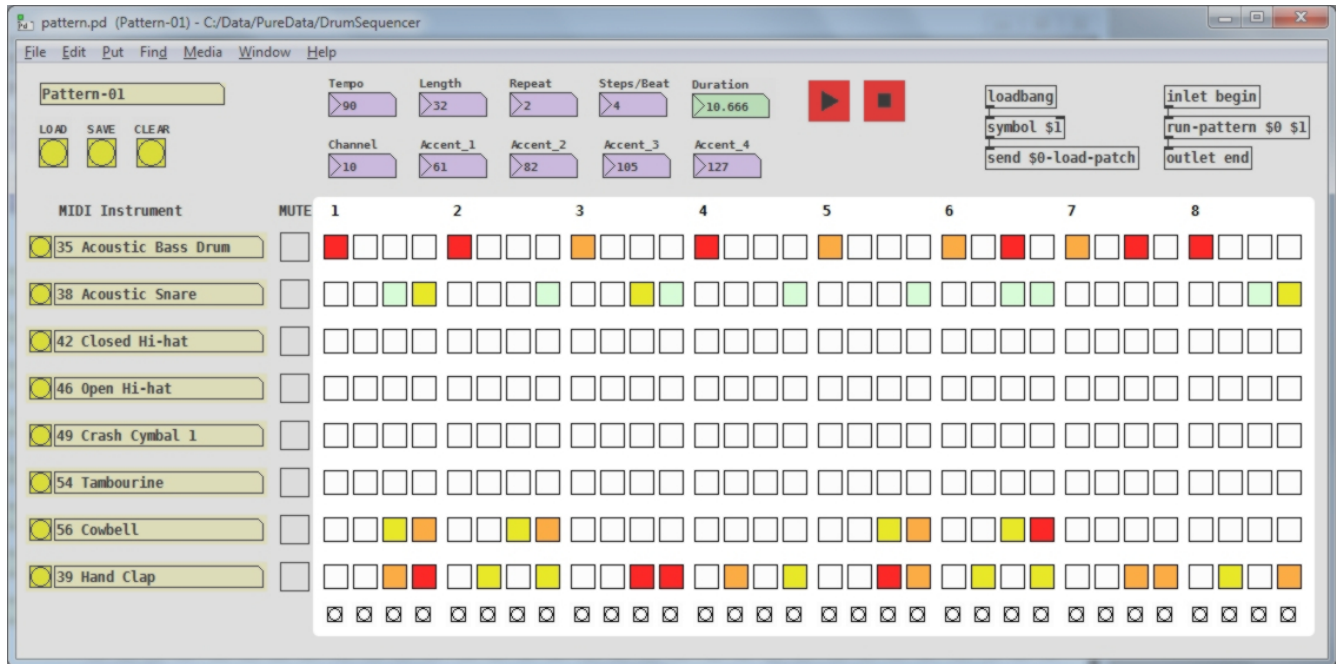 pattern.pd (Pattern-01) - C:/Data/PureData/DrumSequencer
File Edit Put Find Media Window Help
Pattern-01
LOAD SAVE CLEAR
Tempo Length Repeat Steps/Beat Duration
90 32 2 4 10.666
Channel Accent_1 Accent_2 Accent_3 Accent_4
10 61 82 105 127
loadbang
symbol $1
send $0-load-patch
inlet begin
run-pattern $0 $1
outlet end
MIDI Instrument MUTE 1 2 3 4 5 6 7 8
35 Acoustic Bass Drum
38 Acoustic Snare
42 Closed Hi-hat
46 Open Hi-hat
49 Crash Cymbal 1
54 Tambourine
56 Cowbell
39 Hand Clap